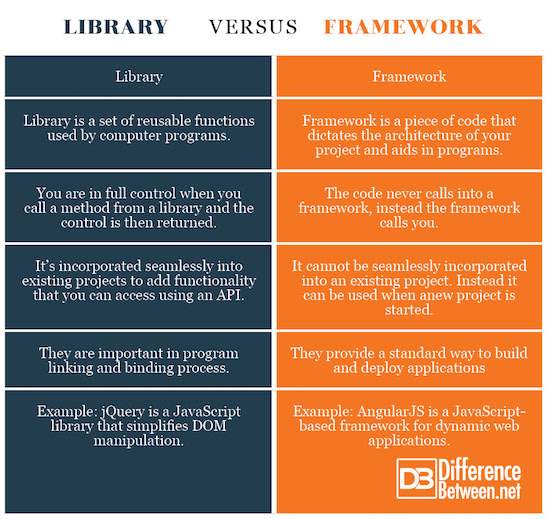 LIBRARY VERSUS FRAMEWORK
Library
Framework
Library is a set of reusable functions
used by computer programs.
Framework is a piece of code that
dictates the architecture of your
project and aids in programs.
You are in full control when you
call a method from a library and the
control is then returned.
The code never calls into a
framework, instead the framework
calls you.
It's incorporated seamlessly into
existing projects to add functionality
that you can access using an API.
It cannot be seamlessly incorporated
into an existing project. Instead it
can be used when anew project is
started.
They are important in program
linking and binding process.
They provide a standard way to build
and deploy applications
Example: jQuery is a JavaScript
library that simplifies DOM
manipulation.
Example: AngularJS is a JavaScript-
based framework for dynamic web
applications.
DB Difference
Between.net